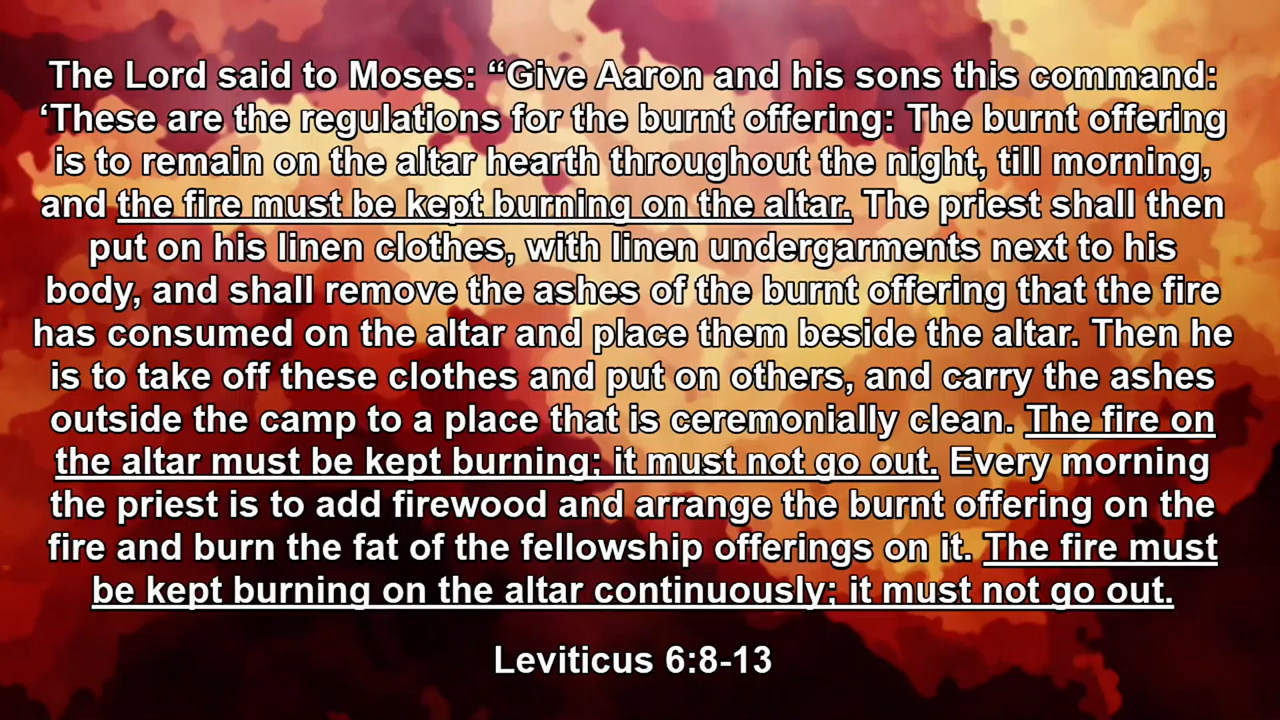 The Lord said to Moses: “Give Aaron and his sons this command:
‘These are the regulations for the burnt offering: The burnt offering
is to remain on the altar hearth throughout the night, till morning,
and the fire must be kept burning on the altar. The priest shall then
put on his linen clothes, with linen undergarments next to his
body, and shall remove the ashes of the burnt offering that the fire
has consumed on the altar and place them beside the altar. Then he
is to take off these clothes and put on others, and carry the ashes
outside the camp to a place that is ceremonially clean. The fire on
the altar must be kept burning; it must not go out. Every morning
the priest is to add firewood and arrange the burnt offering on the
fire and burn the fat of the fellowship offerings on it. The fire must
be kept burning on the altar continuously; it must not go out.
Leviticus 6:8-13